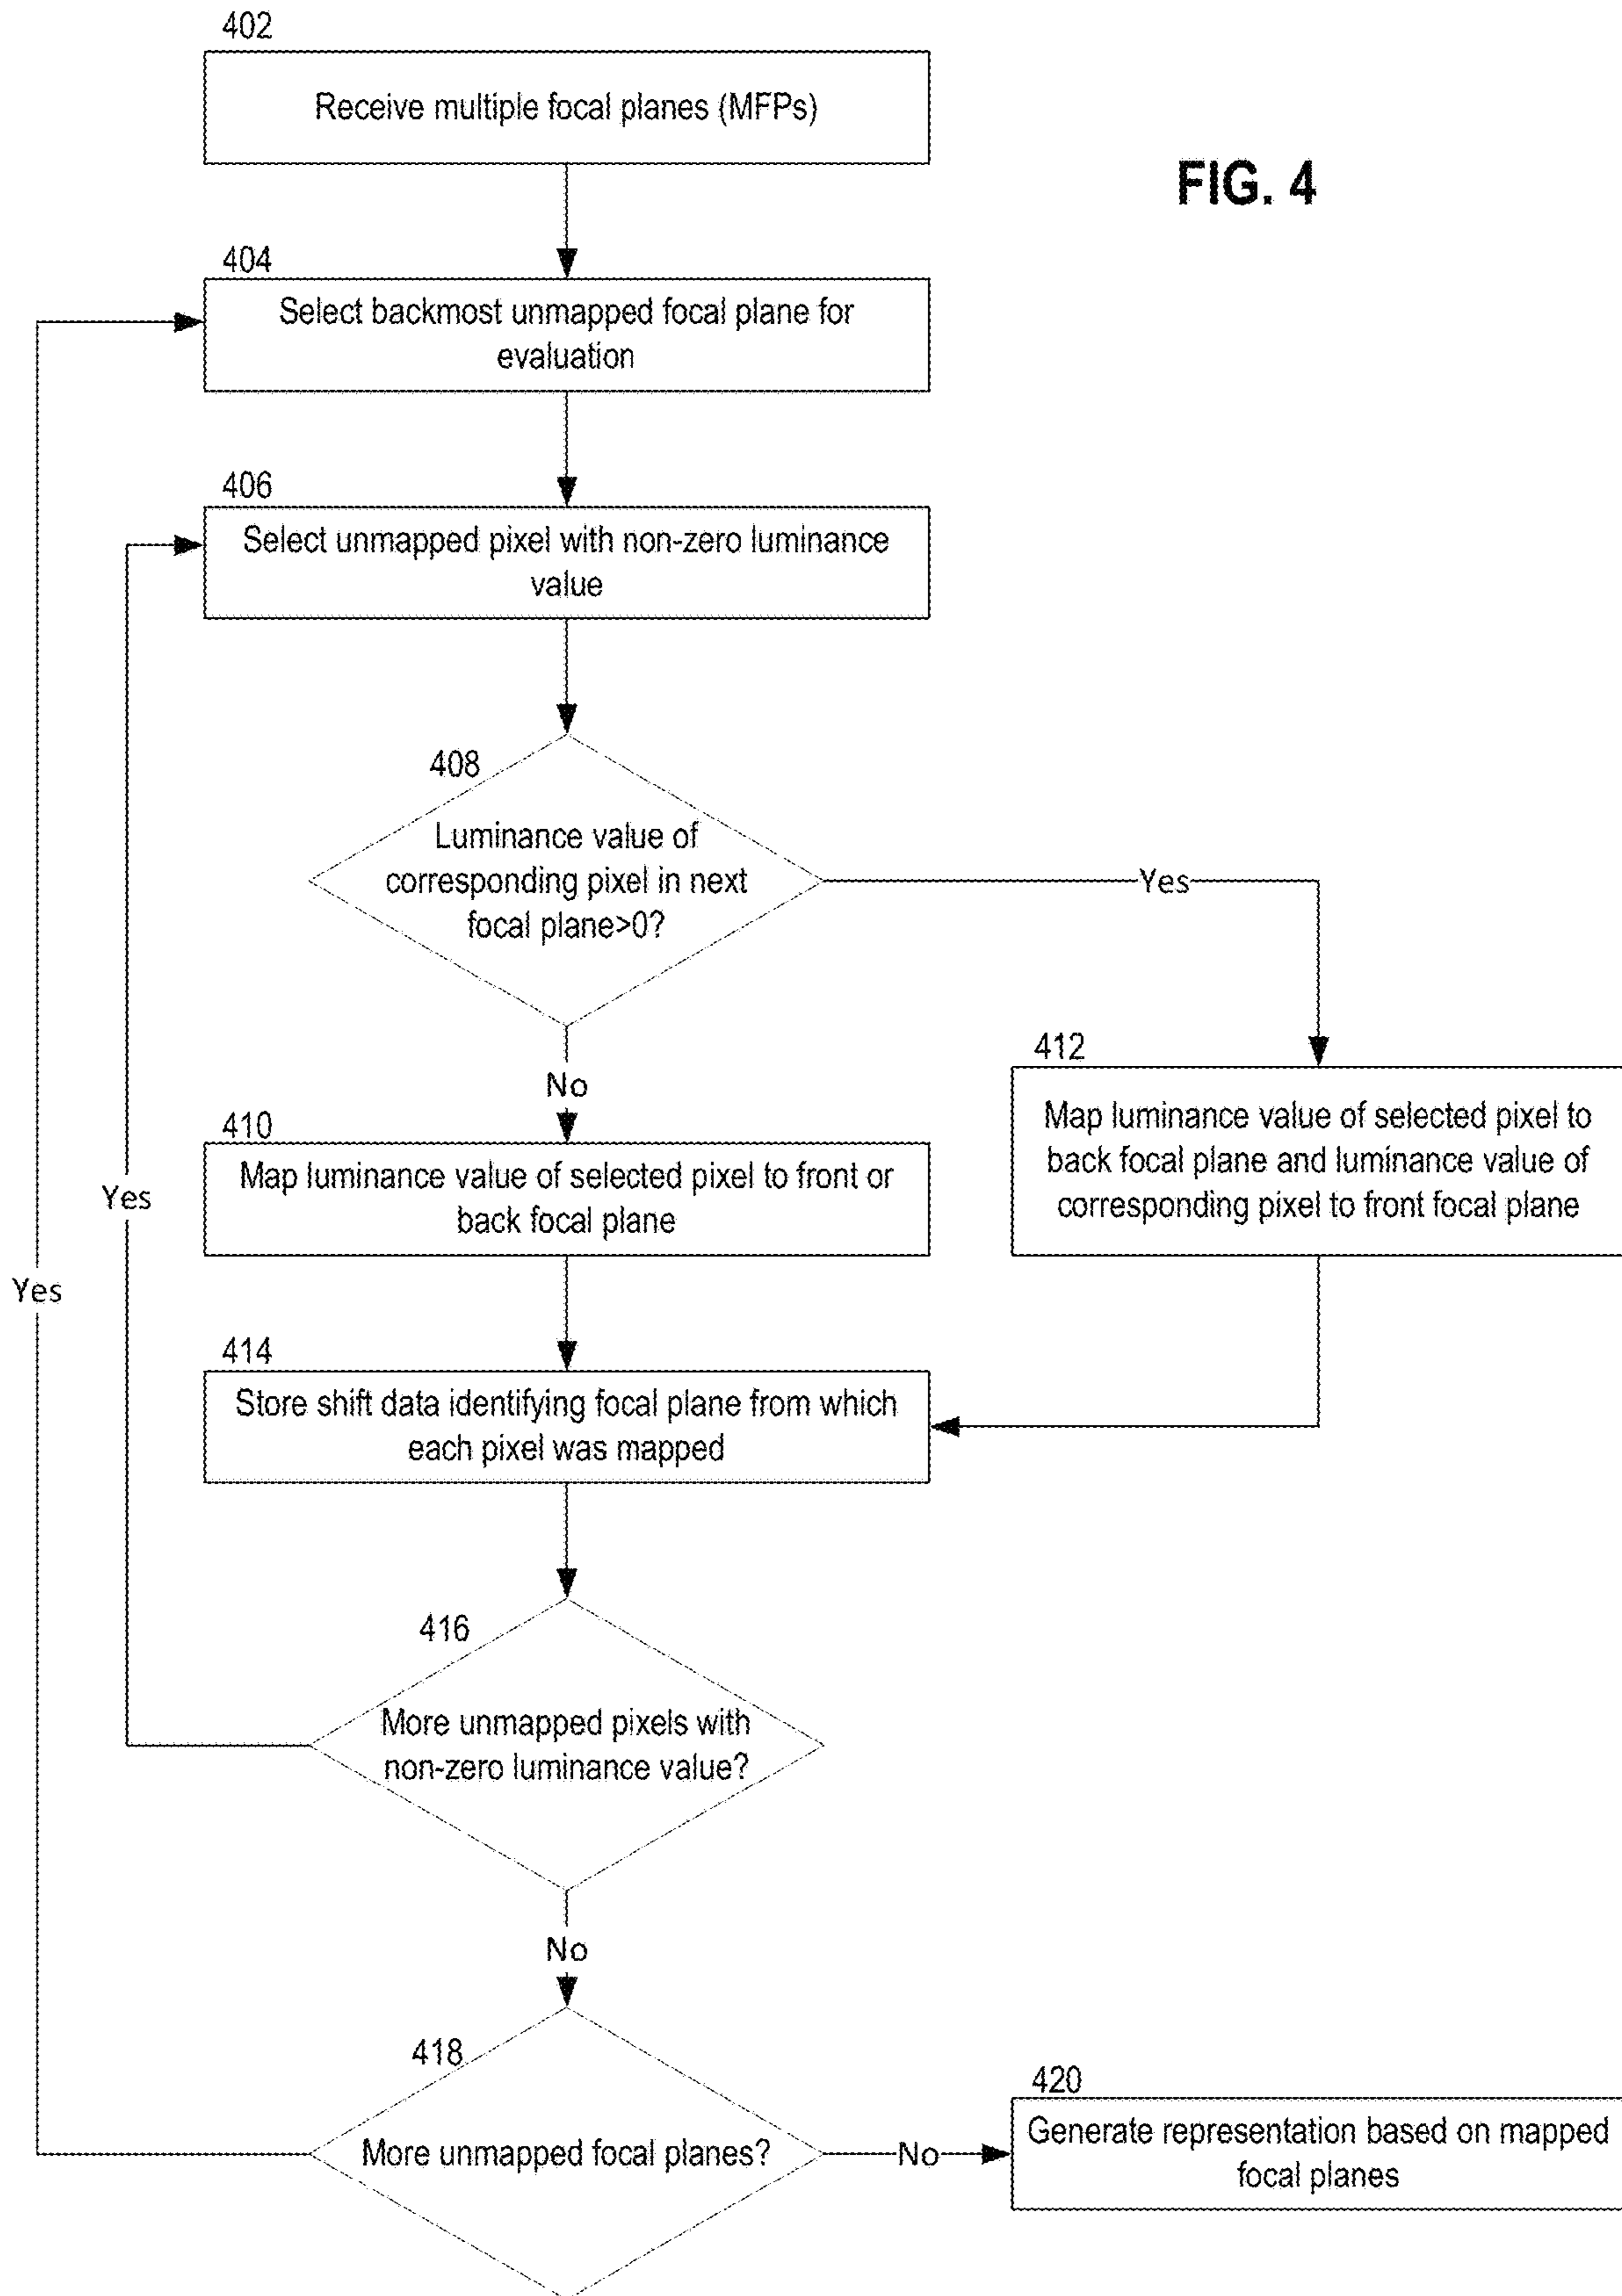 402
Receive multiple focal planes (MFPs)
FIG. 4
404
Select backmost unmapped focal plane for
evaluation
406
Select unmapped pixel with non-zero luminance
value
408
Luminance value of
corresponding pixel in next
focal plane>0?
Yes
No
412
Map luminance value of selected pixel to
back focal plane and luminance value of
corresponding pixel to front focal plane
410
Map luminance value of selected pixel to front or
back focal plane
Yes
Yes
414
Store shift data identifying focal plane from which
each pixel was mapped
416
More unmapped pixels with
non-zero luminance value?
No
418
More unmapped focal planes?
No
420
Generate representation based on mapped
focal planes